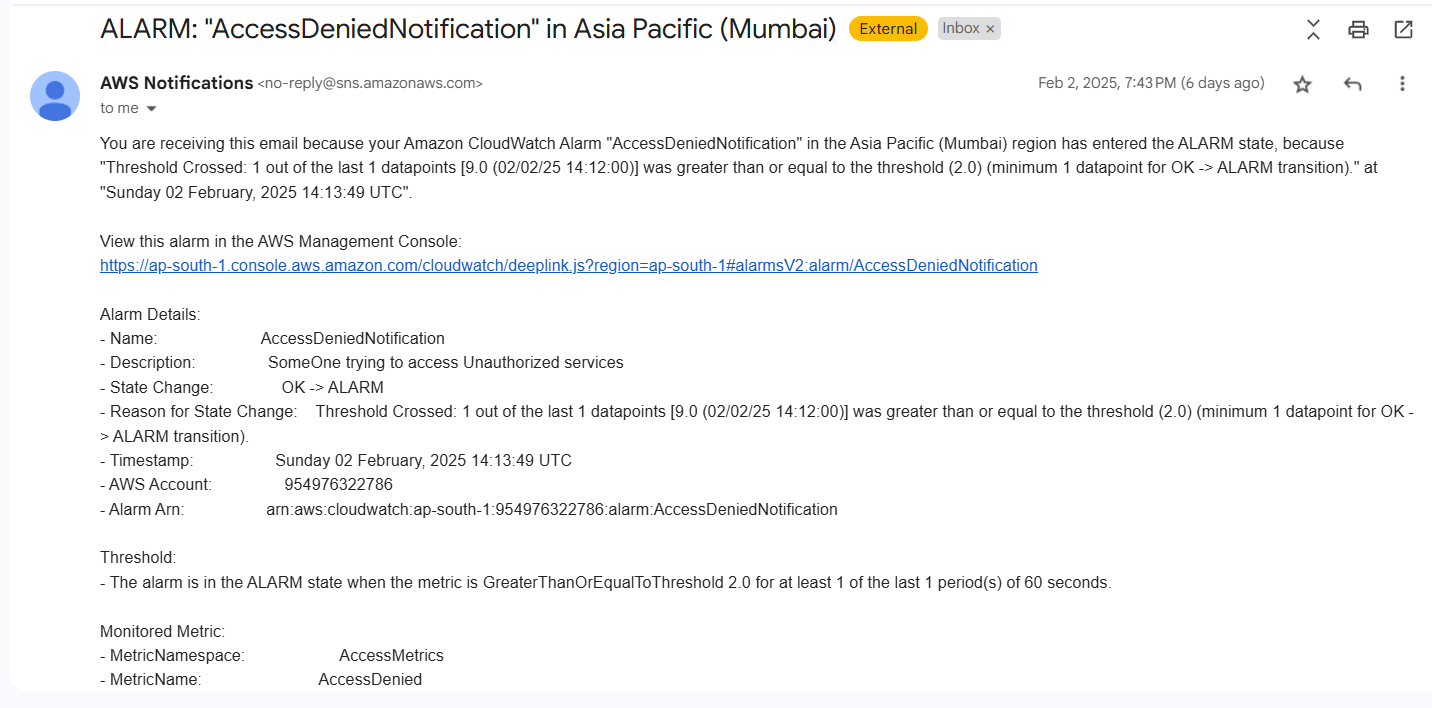 ALARM: "AccessDeniedNotification" in Asia Pacific (Mumbai) External Inbox ×
AWS Notifications <no-reply@sns.amazonaws.com> Feb 2, 2025, 7:43 PM (6 days ago)
to me
You are receiving this email because your Amazon CloudWatch Alarm "AccessDeniedNotification" in the Asia Pacific (Mumbai) region has entered the ALARM state, because
"Threshold Crossed: 1 out of the last 1 datapoints [9.0 (02/02/25 14:12:00)] was greater than or equal to the threshold (2.0) (minimum 1 datapoint for OK -> ALARM transition)." at
"Sunday 02 February, 2025 14:13:49 UTC".
View this alarm in the AWS Management Console:
https://ap-south-1.console.aws.amazon.com/cloudwatch/deeplink.js?region=ap-south-1#alarmsV2:alarm/AccessDeniedNotification
Alarm Details:
- Name: AccessDeniedNotification
- Description: SomeOne trying to access Unauthorized services
- State Change: OK -> ALARM
- Reason for State Change: Threshold Crossed: 1 out of the last 1 datapoints [9.0 (02/02/25 14:12:00)] was greater than or equal to the threshold (2.0) (minimum 1 datapoint for OK -
> ALARM transition).
- Timestamp: Sunday 02 February, 2025 14:13:49 UTC
- AWS Account: 954976322786
- Alarm Arn: arn:aws:cloudwatch:ap-south-1:954976322786:alarm:AccessDeniedNotification
Threshold:
- The alarm is in the ALARM state when the metric is GreaterThanOrEqualToThreshold 2.0 for at least 1 of the last 1 period(s) of 60 seconds.
Monitored Metric:
- MetricNamespace: AccessMetrics
- MetricName: AccessDenied